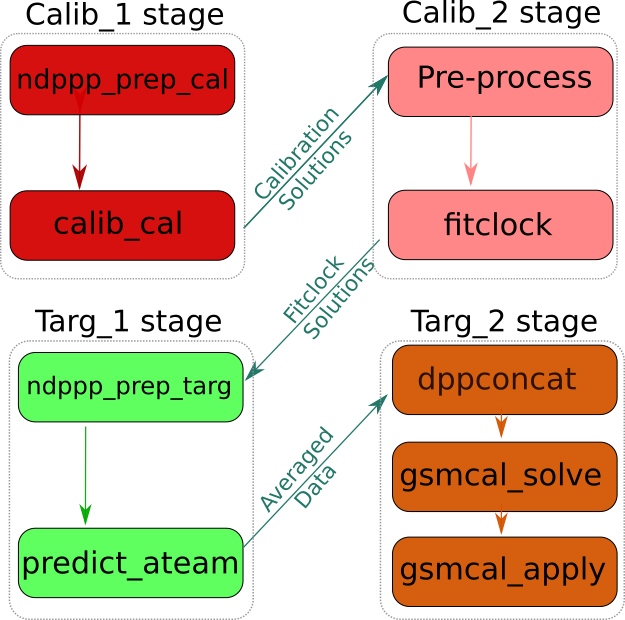 Calib_1 stage
ndppp_prep_cal
calib_cal
Calibration
Solutions
Calib_2 stage
Pre-process
fitclock
Fitclock
Solutions
Targ_1 stage
ndppp_prep_targ
predict_ateam
Averaged
Data
Targ_2 stage
dppconcat
gsmcal_solve
gsmcal_apply